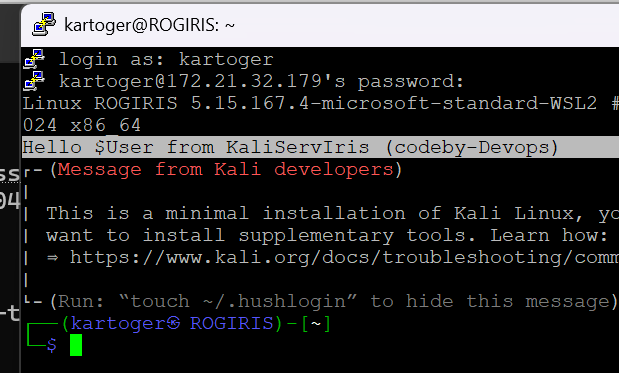 kartoger@ROGIRIS: ~
login as: kartoger
kartoger@172.21.32.179's password:
Linux ROGIRIS 5.15.167.4-microsoft-standard-WSL2 #
024 x86_64
Hello $User from KaliServIris (codeby-Devops)
┏━(Message from Kali developers)
┃
┃ This is a minimal installation of Kali Linux, yo
┃ want to install supplementary tools. Learn how:
┃ ⇒ https://www.kali.org/docs/troubleshooting/comm
┃
┗━(Run: “touch ~/.hushlogin” to hide this message)
┌──(kartoger㉿ ROGIRIS)-[~]
└─$
ss
04
-t